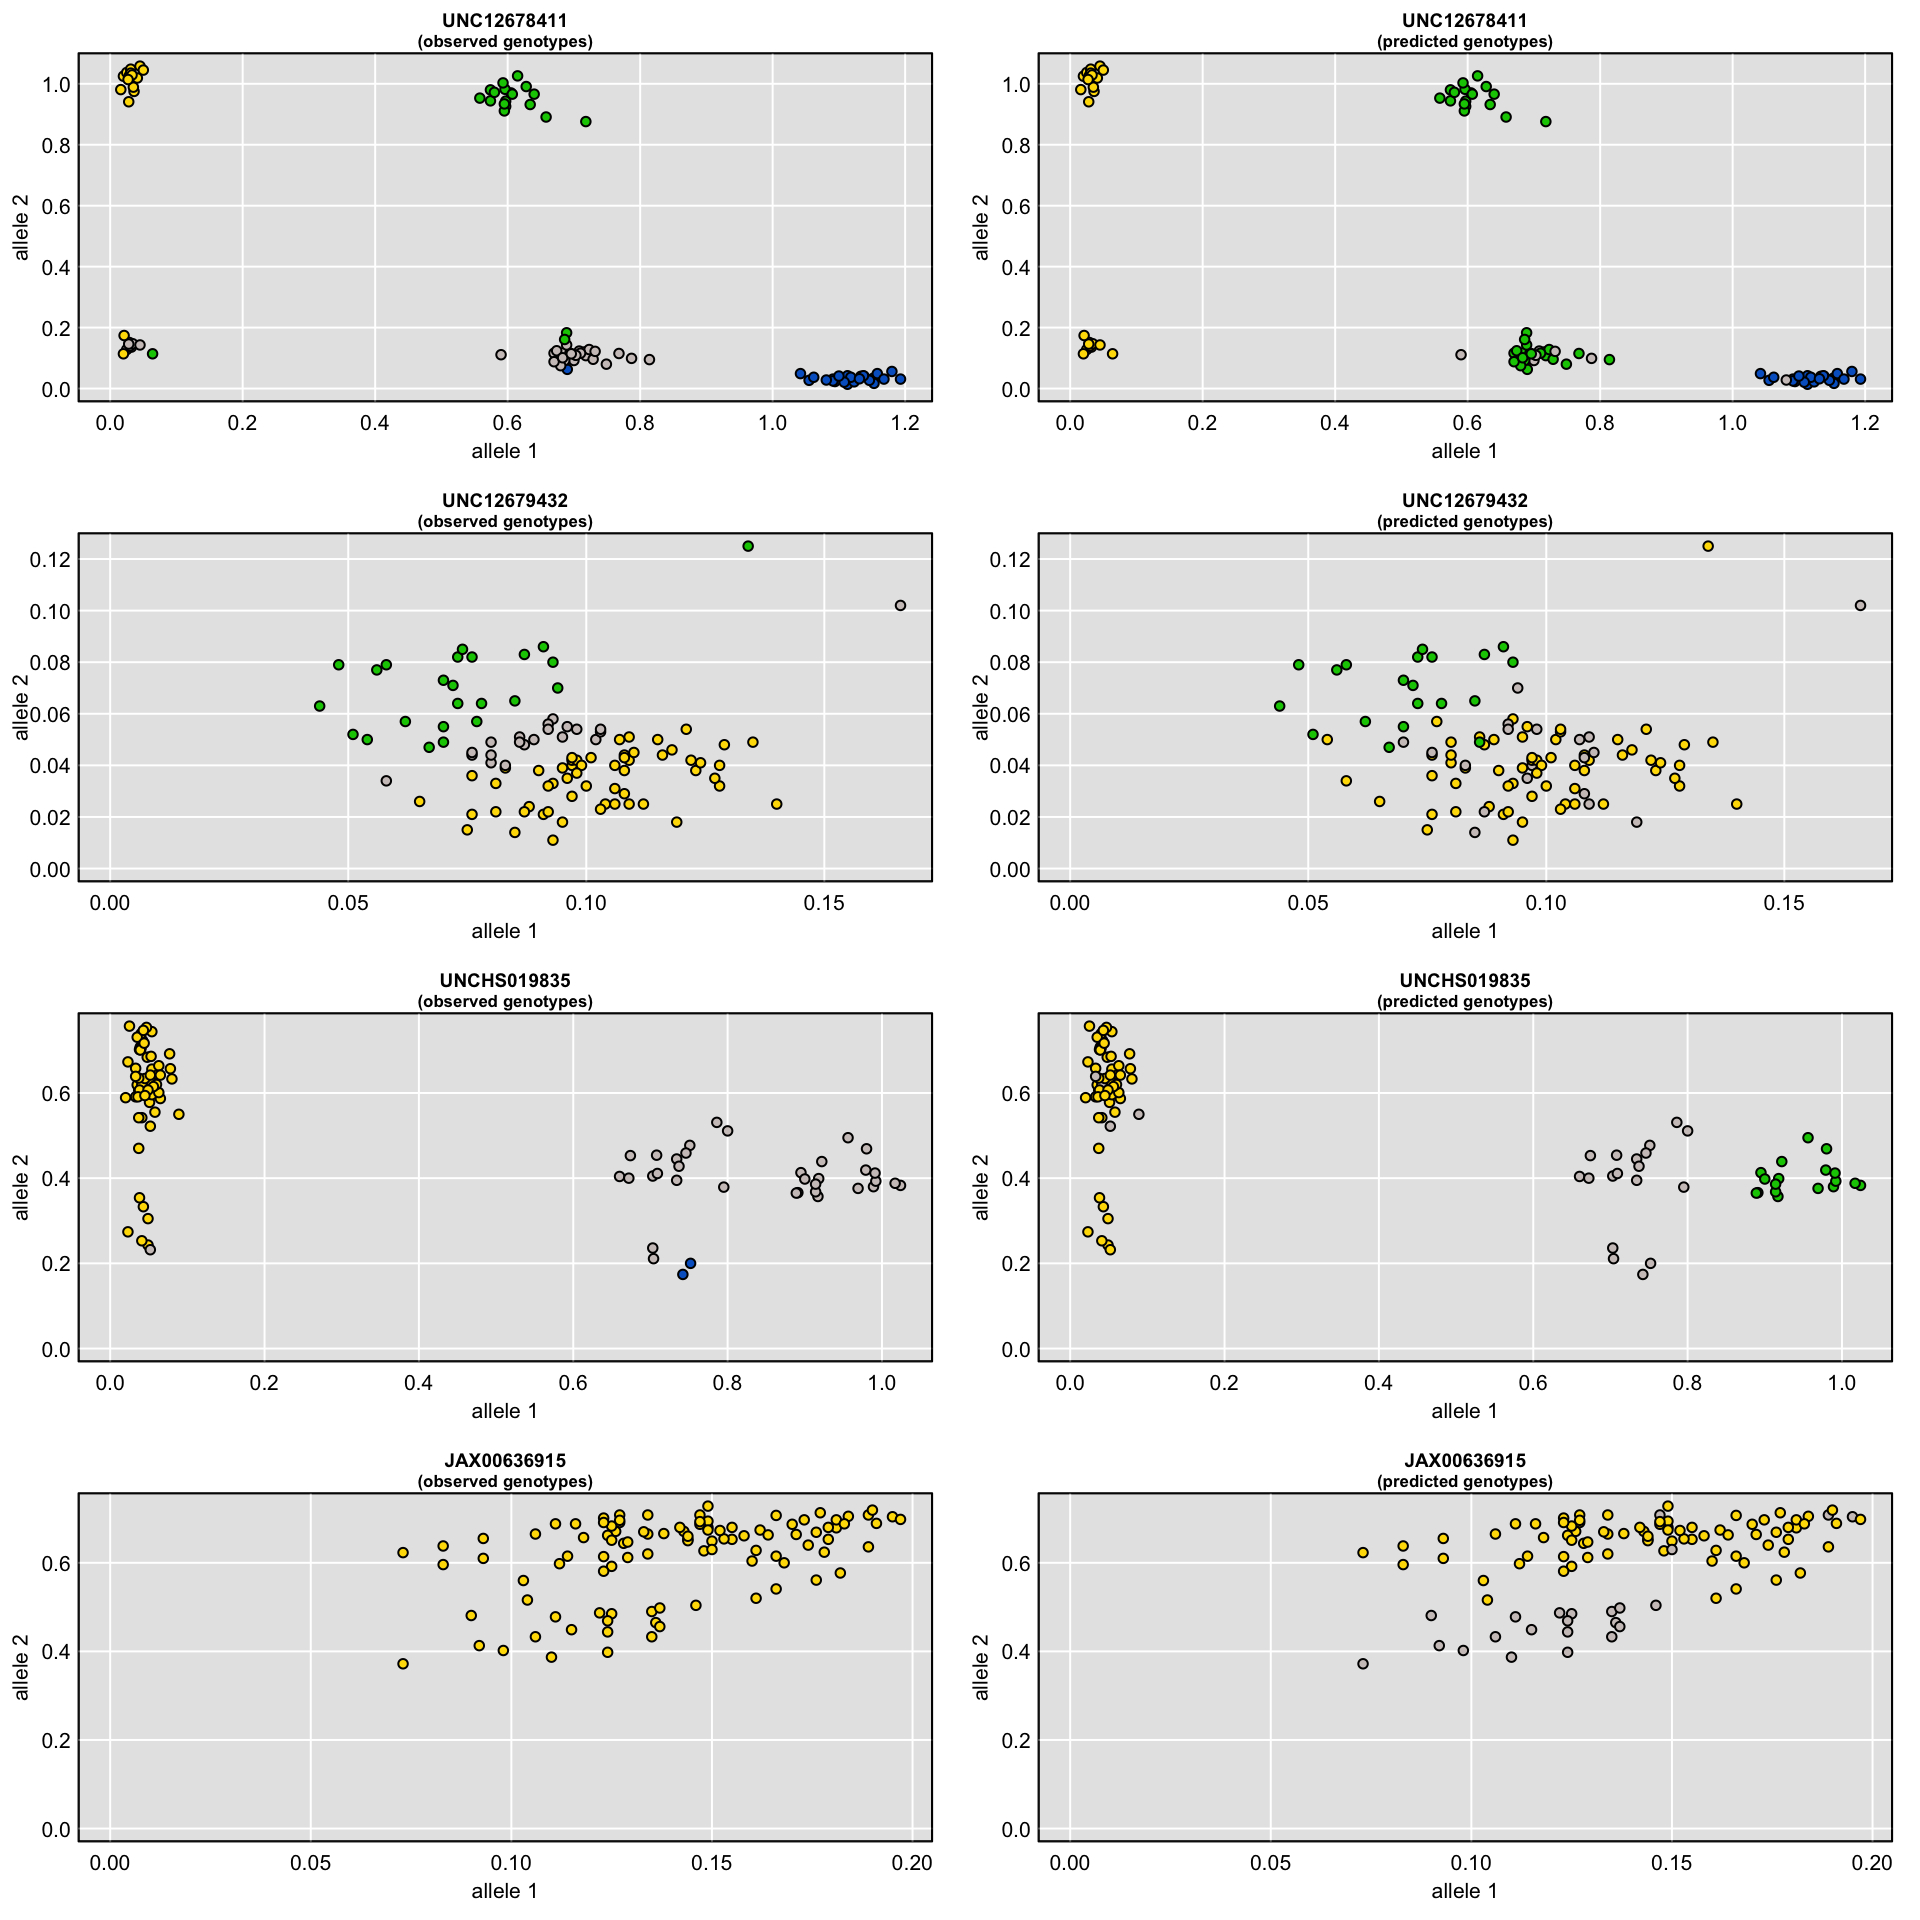 UNC12678411
(observed genotypes)
allele 2
1.0
0.8
0.6
0.4
0.2
0.0
0.0 0.2 0.4 0.6 0.8 1.0 1.2
allele 1
UNC12678411
(predicted genotypes)
allele 2
1.0
0.8
0.6
0.4
0.2
0.0
0.0 0.2 0.4 0.6 0.8 1.0 1.2
allele 1
UNC12679432
(observed genotypes)
allele 2
0.12
0.10
0.08
0.06
0.04
0.02
0.00
0.00 0.05 0.10 0.15
allele 1
UNC12679432
(predicted genotypes)
allele 2
0.12
0.10
0.08
0.06
0.04
0.02
0.00
0.00 0.05 0.10 0.15
allele 1
UNCHS019835
(observed genotypes)
allele 2
0.6
0.4
0.2
0.0
0.0 0.2 0.4 0.6 0.8 1.0
allele 1
UNCHS019835
(predicted genotypes)
allele 2
0.6
0.4
0.2
0.0
0.0 0.2 0.4 0.6 0.8 1.0
allele 1
JAX00636915
(observed genotypes)
allele 2
0.6
0.4
0.2
0.0
0.00 0.05 0.10 0.15 0.20
allele 1
JAX00636915
(predicted genotypes)
allele 2
0.6
0.4
0.2
0.0
0.00 0.05 0.10 0.15 0.20
allele 1